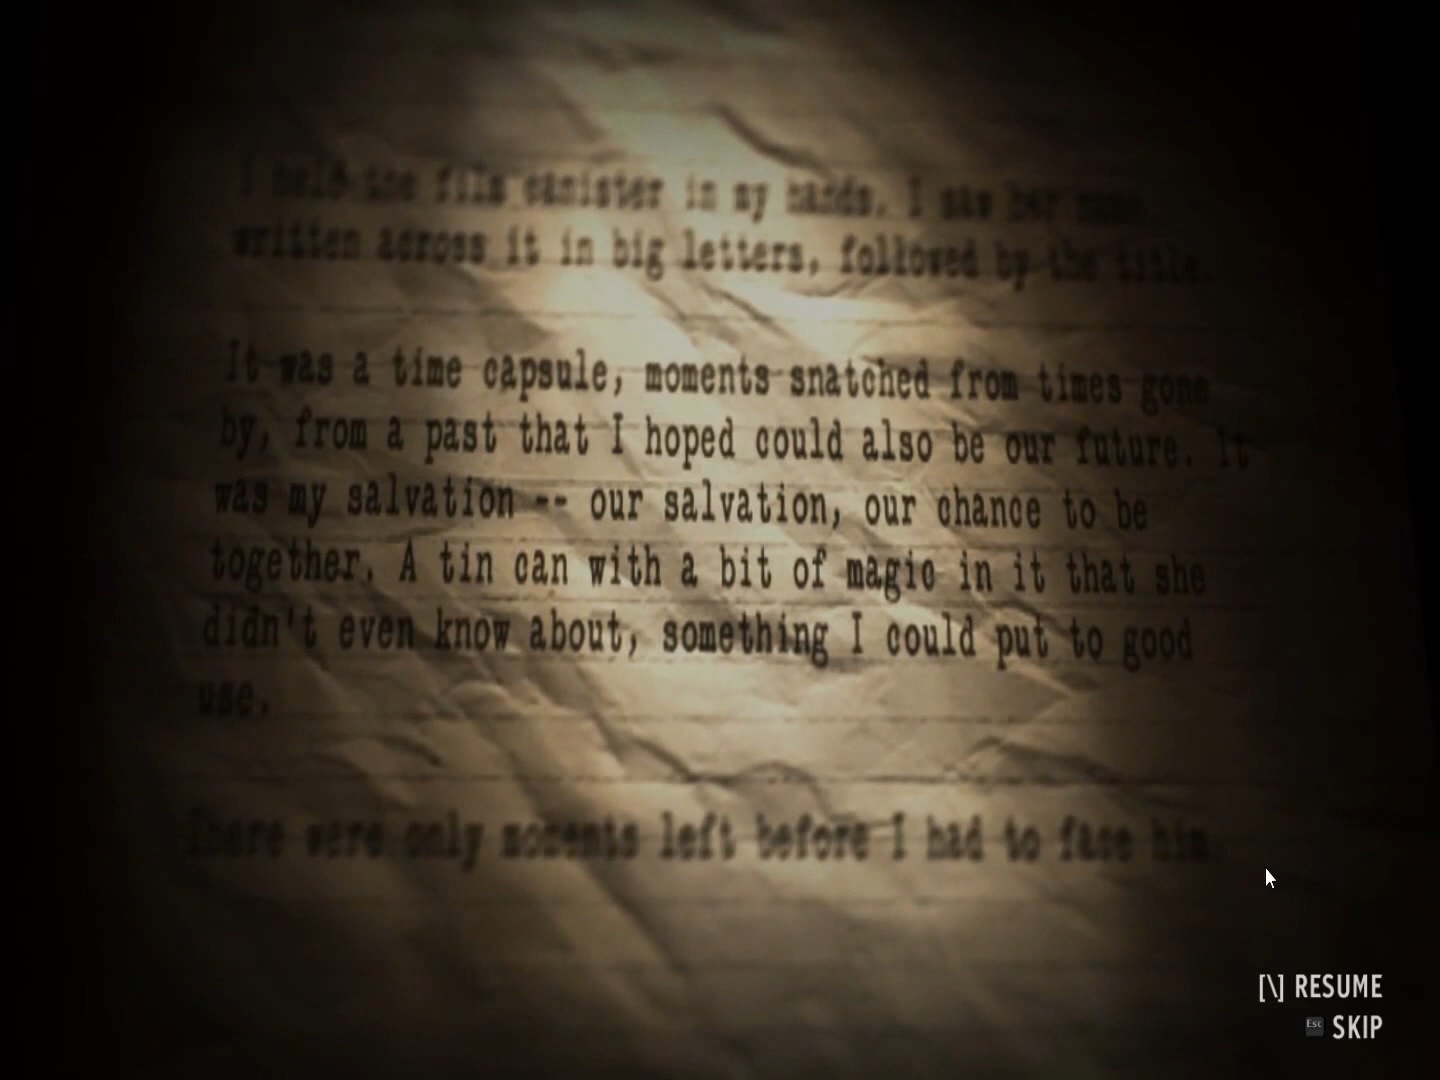 I held the film canister in my hands. I saw her name
written across it in big letters, followed by the title.
It was a time capsule, moments snatched from times gone
by, from a past that I hoped could also be our future. It
was my salvation -- our salvation, our chance to be
together. A tin can with a bit of magic in it that she
didn't even know about, something I could put to good
use.
There were only moments left before I had to face him.
[\] RESUME
Esc SKIP